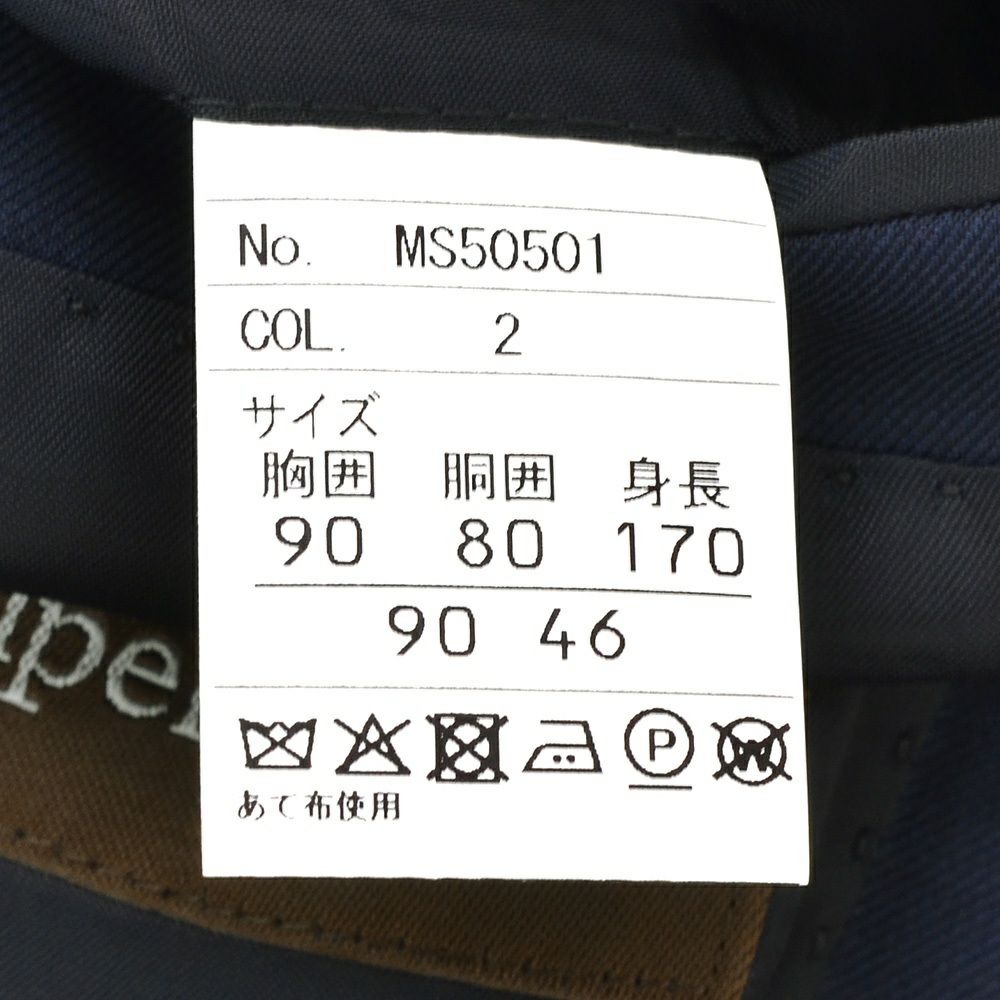 No. MS50501
COL. 2
サイズ
胸囲 胴囲 身長
90 80 170
90 46
P W
あて布使用